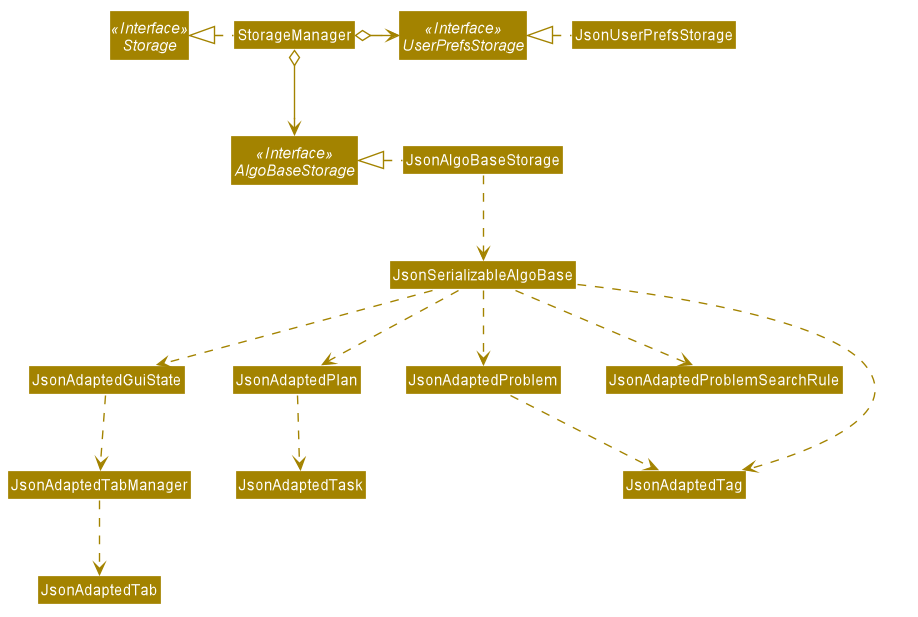 «Interface»
Storage
StorageManager
«Interface»
UserPrefsStorage
JsonUserPrefsStorage
«Interface»
AlgoBaseStorage
JsonAlgoBaseStorage
JsonSerializableAlgoBase
JsonAdaptedGuiState
JsonAdaptedPlan
JsonAdaptedProblem
JsonAdaptedProblemSearchRule
JsonAdaptedTabManager
JsonAdaptedTask
JsonAdaptedTag
JsonAdaptedTab